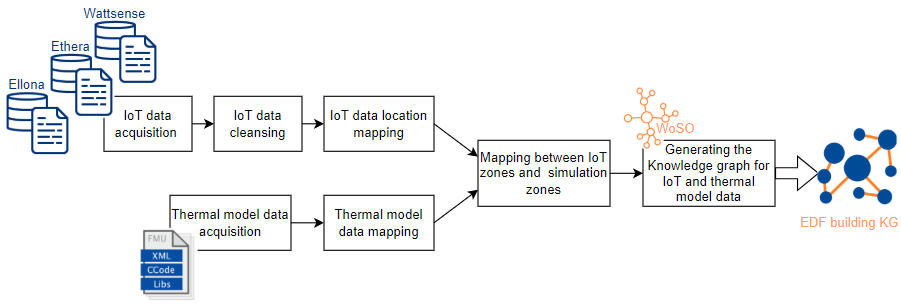 Wattsense
Ethera
Ellona
IoT data
acquisition
IoT data
cleansing
IoT data location
mapping
WoSO
Mapping between IoT
zones and simulation
zones
Generating the
Knowledge graph for
IoT and thermal
model data
EDF building KG
Thermal model data
acquisition
Thermal model
data mapping
FMU
XML
CCode
Libs